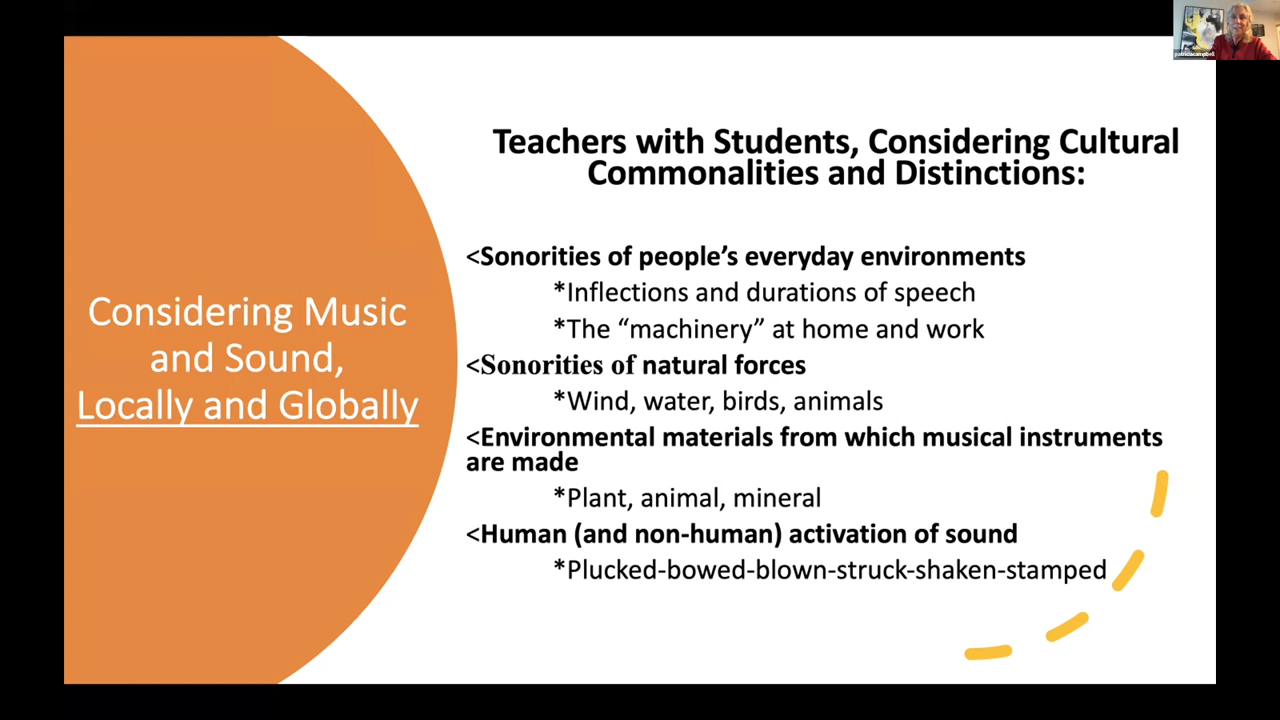 Considering Music
and Sound,
Locally and Globally
Teachers with Students, Considering Cultural
Commonalities and Distinctions:
<Sonorities of people’s everyday environments
*Inflections and durations of speech
*The “machinery” at home and work
<Sonorities of natural forces
*Wind, water, birds, animals
<Environmental materials from which musical instruments
are made
*Plant, animal, mineral
<Human (and non-human) activation of sound
*Plucked-bowed-blown-struck-shaken-stamped
patriciacampbell